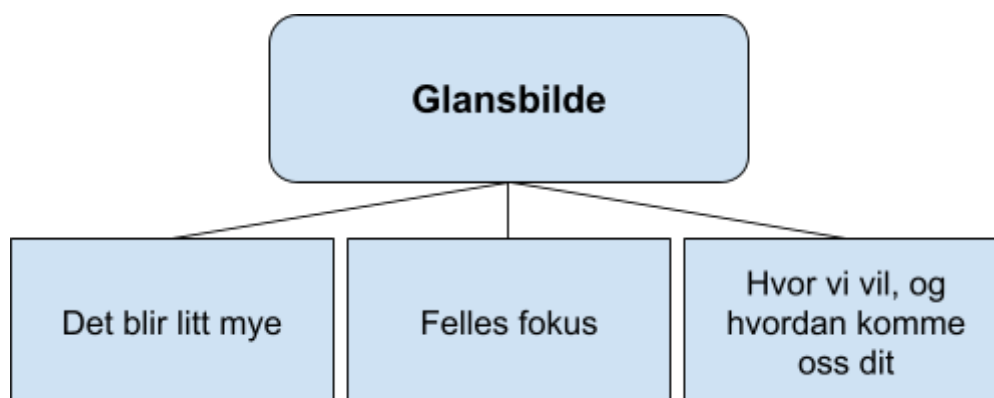 Glansbilde
Det blir litt mye
Felles fokus
Hvor vi vil, og
hvordan komme
oss dit